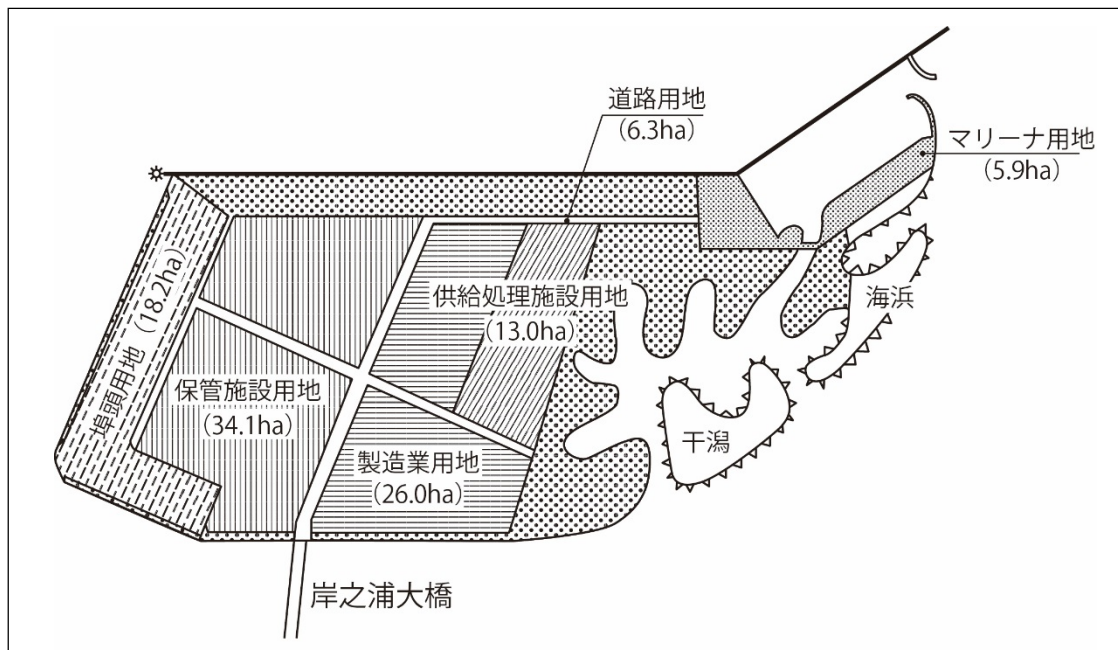 道路用地
(6.3ha)
マリーナ用地
(5.9ha)
埠頭用地(18.2ha)
供給処理施設用地
(13.0ha)
海浜
保管施設用地
(34.1ha)
干潟
製造業用地
(26.0ha)
岸之浦大橋